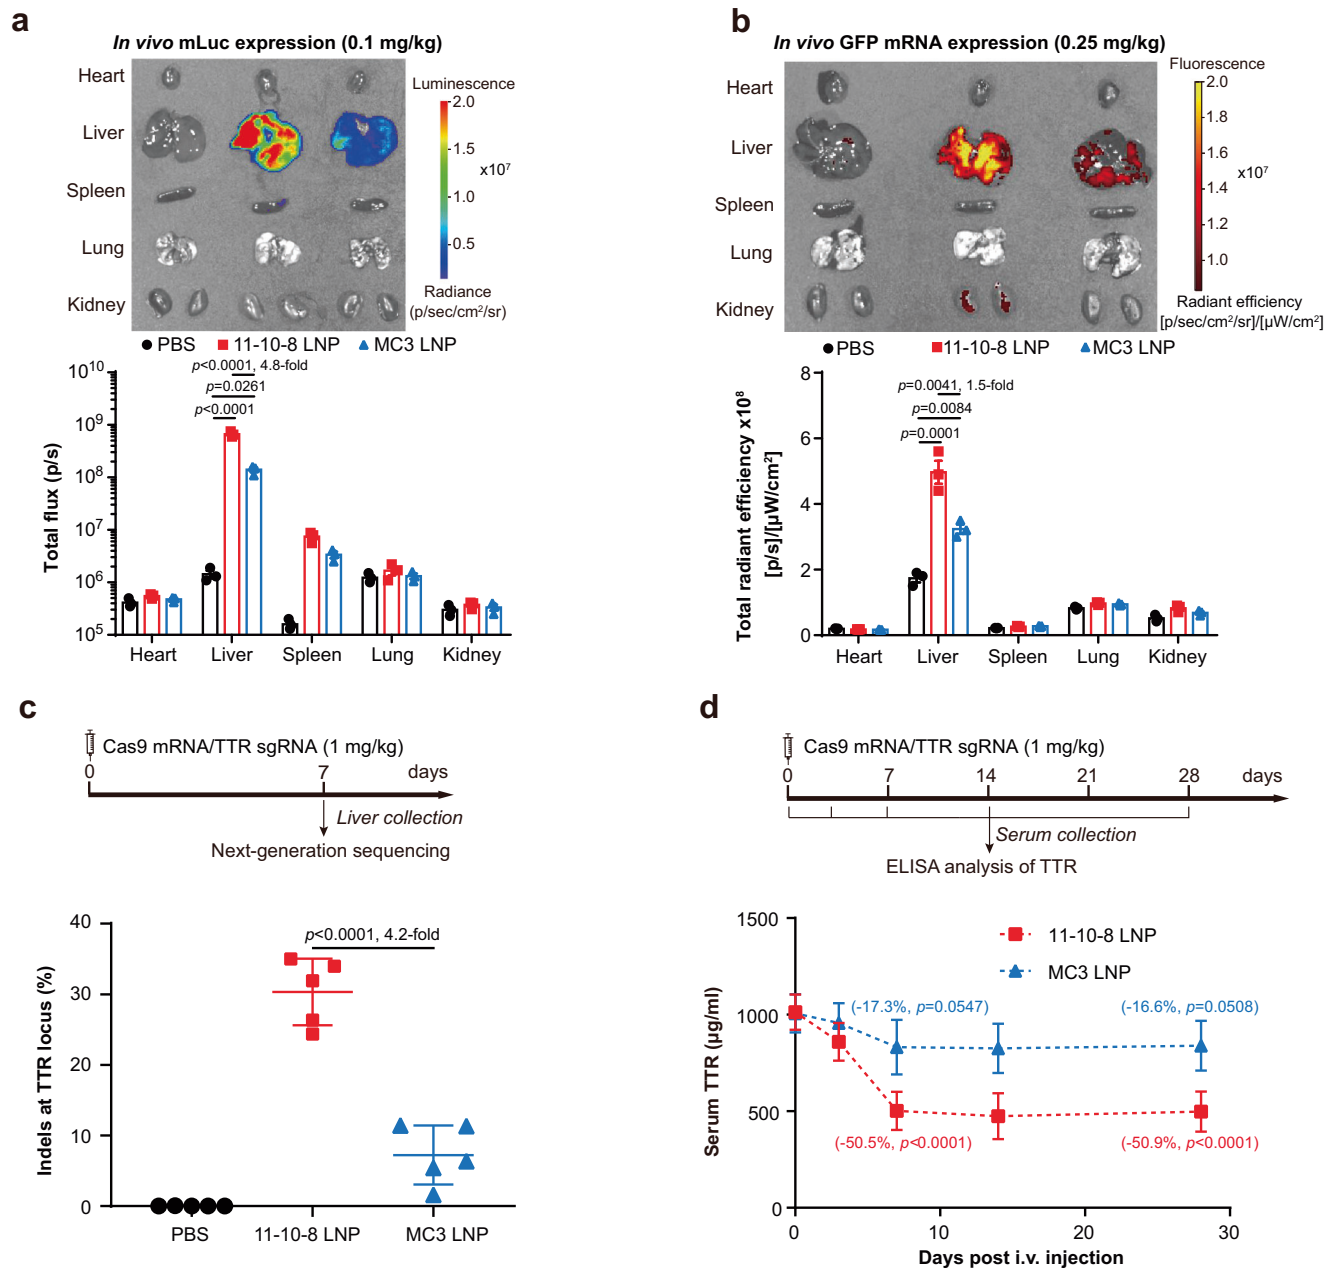 a
In vivo mLuc expression (0.1 mg/kg)
Heart
Liver
Spleen
Lung
Kidney
Luminescence
2.0
1.5
x10⁷
1.0
0.5
Radiance
(p/sec/cm²/sr)
PBS 11-10-8 LNP MC3 LNP
p<0.0001, 4.8-fold
p=0.0261
p<0.0001
Total flux (p/s)
10¹⁰
10⁹
10⁸
10⁷
10⁶
10⁵
Heart Liver Spleen Lung Kidney
b
In vivo GFP mRNA expression (0.25 mg/kg)
Heart
Liver
Spleen
Lung
Kidney
Fluorescence
2.0
1.8
1.6
x10⁷
1.4
1.2
1.0
Radiant efficiency
[p/sec/cm²/sr]/[µW/cm²]
PBS 11-10-8 LNP MC3 LNP
p=0.0041, 1.5-fold
p=0.0084
p=0.0001
Total radiant efficiency x10⁸
[p/s]/[µW/cm²]
8
6
4
2
0
Heart Liver Spleen Lung Kidney
c
Cas9 mRNA/TTR sgRNA (1 mg/kg)
0 7 days
Liver collection
Next-generation sequencing
Indels at TTR locus (%)
40
30
20
10
0
p<0.0001, 4.2-fold
PBS 11-10-8 LNP MC3 LNP
d
Cas9 mRNA/TTR sgRNA (1 mg/kg)
0 7 14 21 28 days
Serum collection
ELISA analysis of TTR
Serum TTR (µg/ml)
1500
1000
500
0
11-10-8 LNP
MC3 LNP
(-17.3%, p=0.0547) (-16.6%, p=0.0508)
(-50.5%, p<0.0001) (-50.9%, p<0.0001)
0 10 20 30
Days post i.v. injection